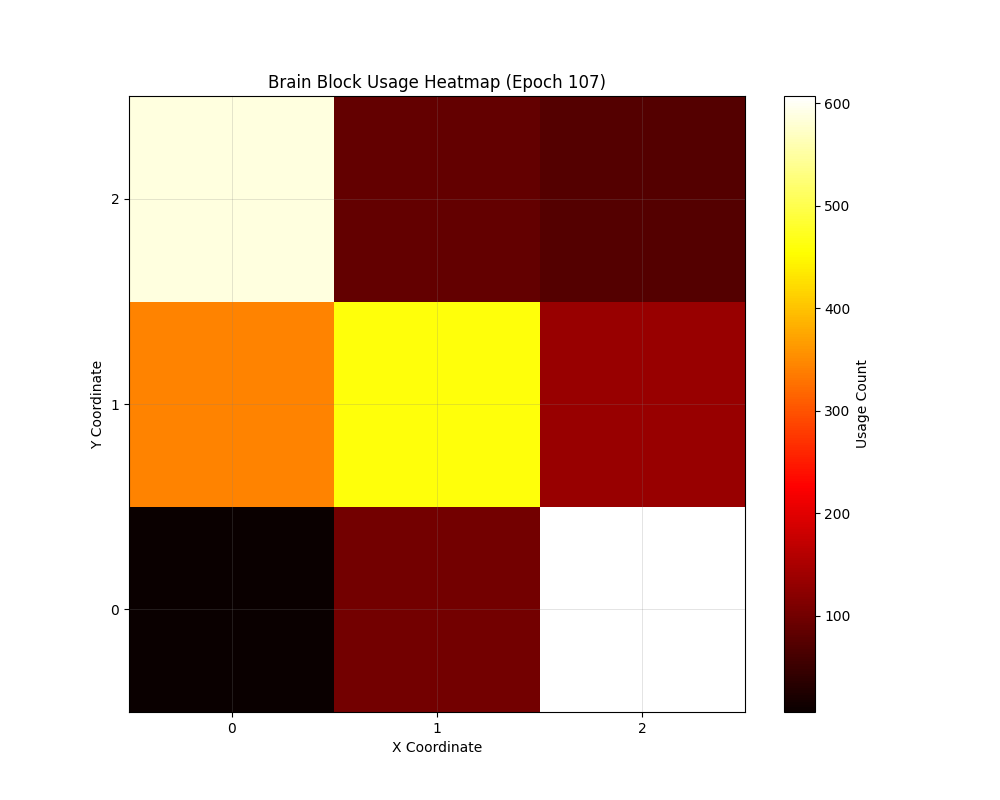 Brain Block Usage Heatmap (Epoch 107)
600
500
400
300
200
100
Usage Count
2
1
0
Y Coordinate
0 1 2
X Coordinate